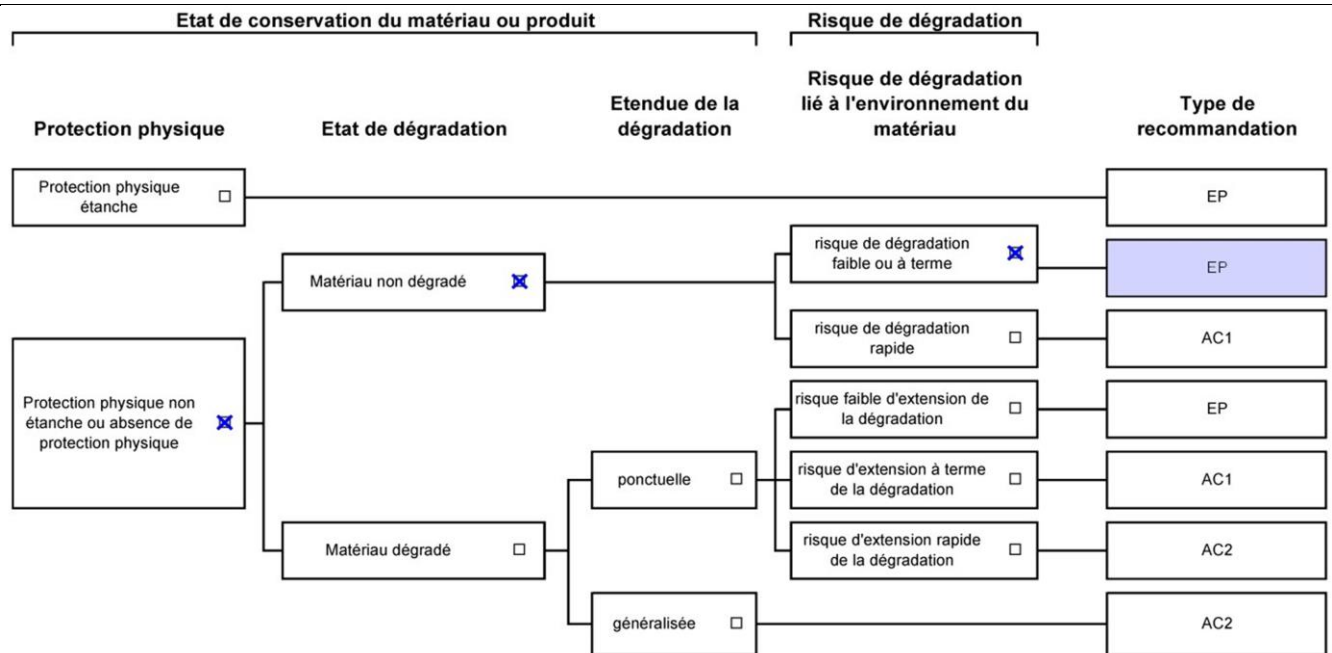 Etat de conservation du matériau ou produit
Risque de dégradation
Protection physique
Etat de dégradation
Etendue de la
dégradation
Risque de dégradation
lié à l'environnement du
matériau
Type de
recommandation
Protection physique
étanche
EP
risque de dégradation
faible ou à terme
EP
Matériau non dégradé
risque de dégradation
rapide
AC1
Protection physique non
étanche ou absence de
protection physique
risque faible d'extension de
la dégradation
EP
ponctuelle
risque d'extension à terme
de la dégradation
AC1
Matériau dégradé
risque d'extension rapide
de la dégradation
AC2
généralisée
AC2